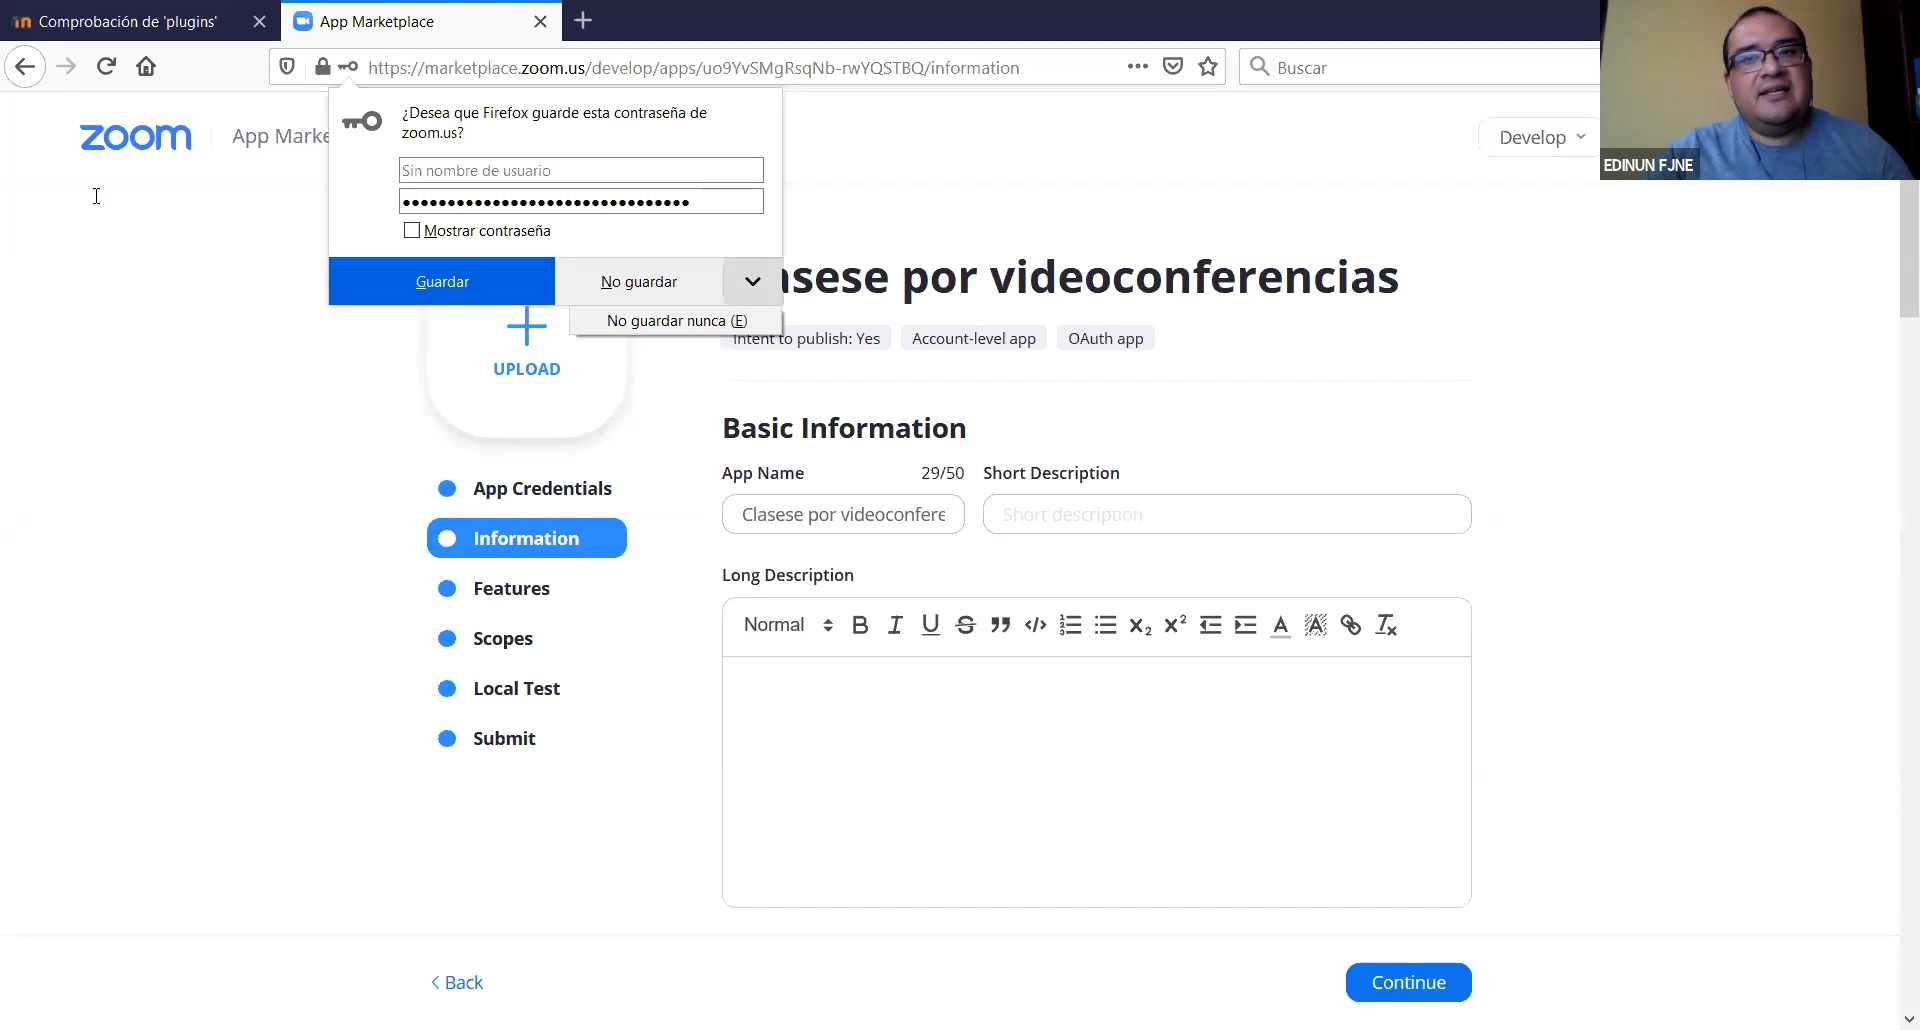 Comprobación de 'plugins'
App Marketplace
https://marketplace.zoom.us/develop/apps/uo9YvSMgRsqNb-rwYQSTBQ/information
Buscar
EDINUN FJNE
zoom
App Marke
Develop
¿Desea que Firefox guarde esta contraseña de
zoom.us?
Sin nombre de usuario
Mostrar contraseña
Guardar
No guardar
No guardar nunca (E)
asese por videoconferencias
Intent to publish: Yes
Account-level app
OAuth app
UPLOAD
App Credentials
Information
Features
Scopes
Local Test
Submit
Basic Information
App Name
29/50
Short Description
Clasese por videoconfere
Short description
Long Description
Normal
Back
Continue